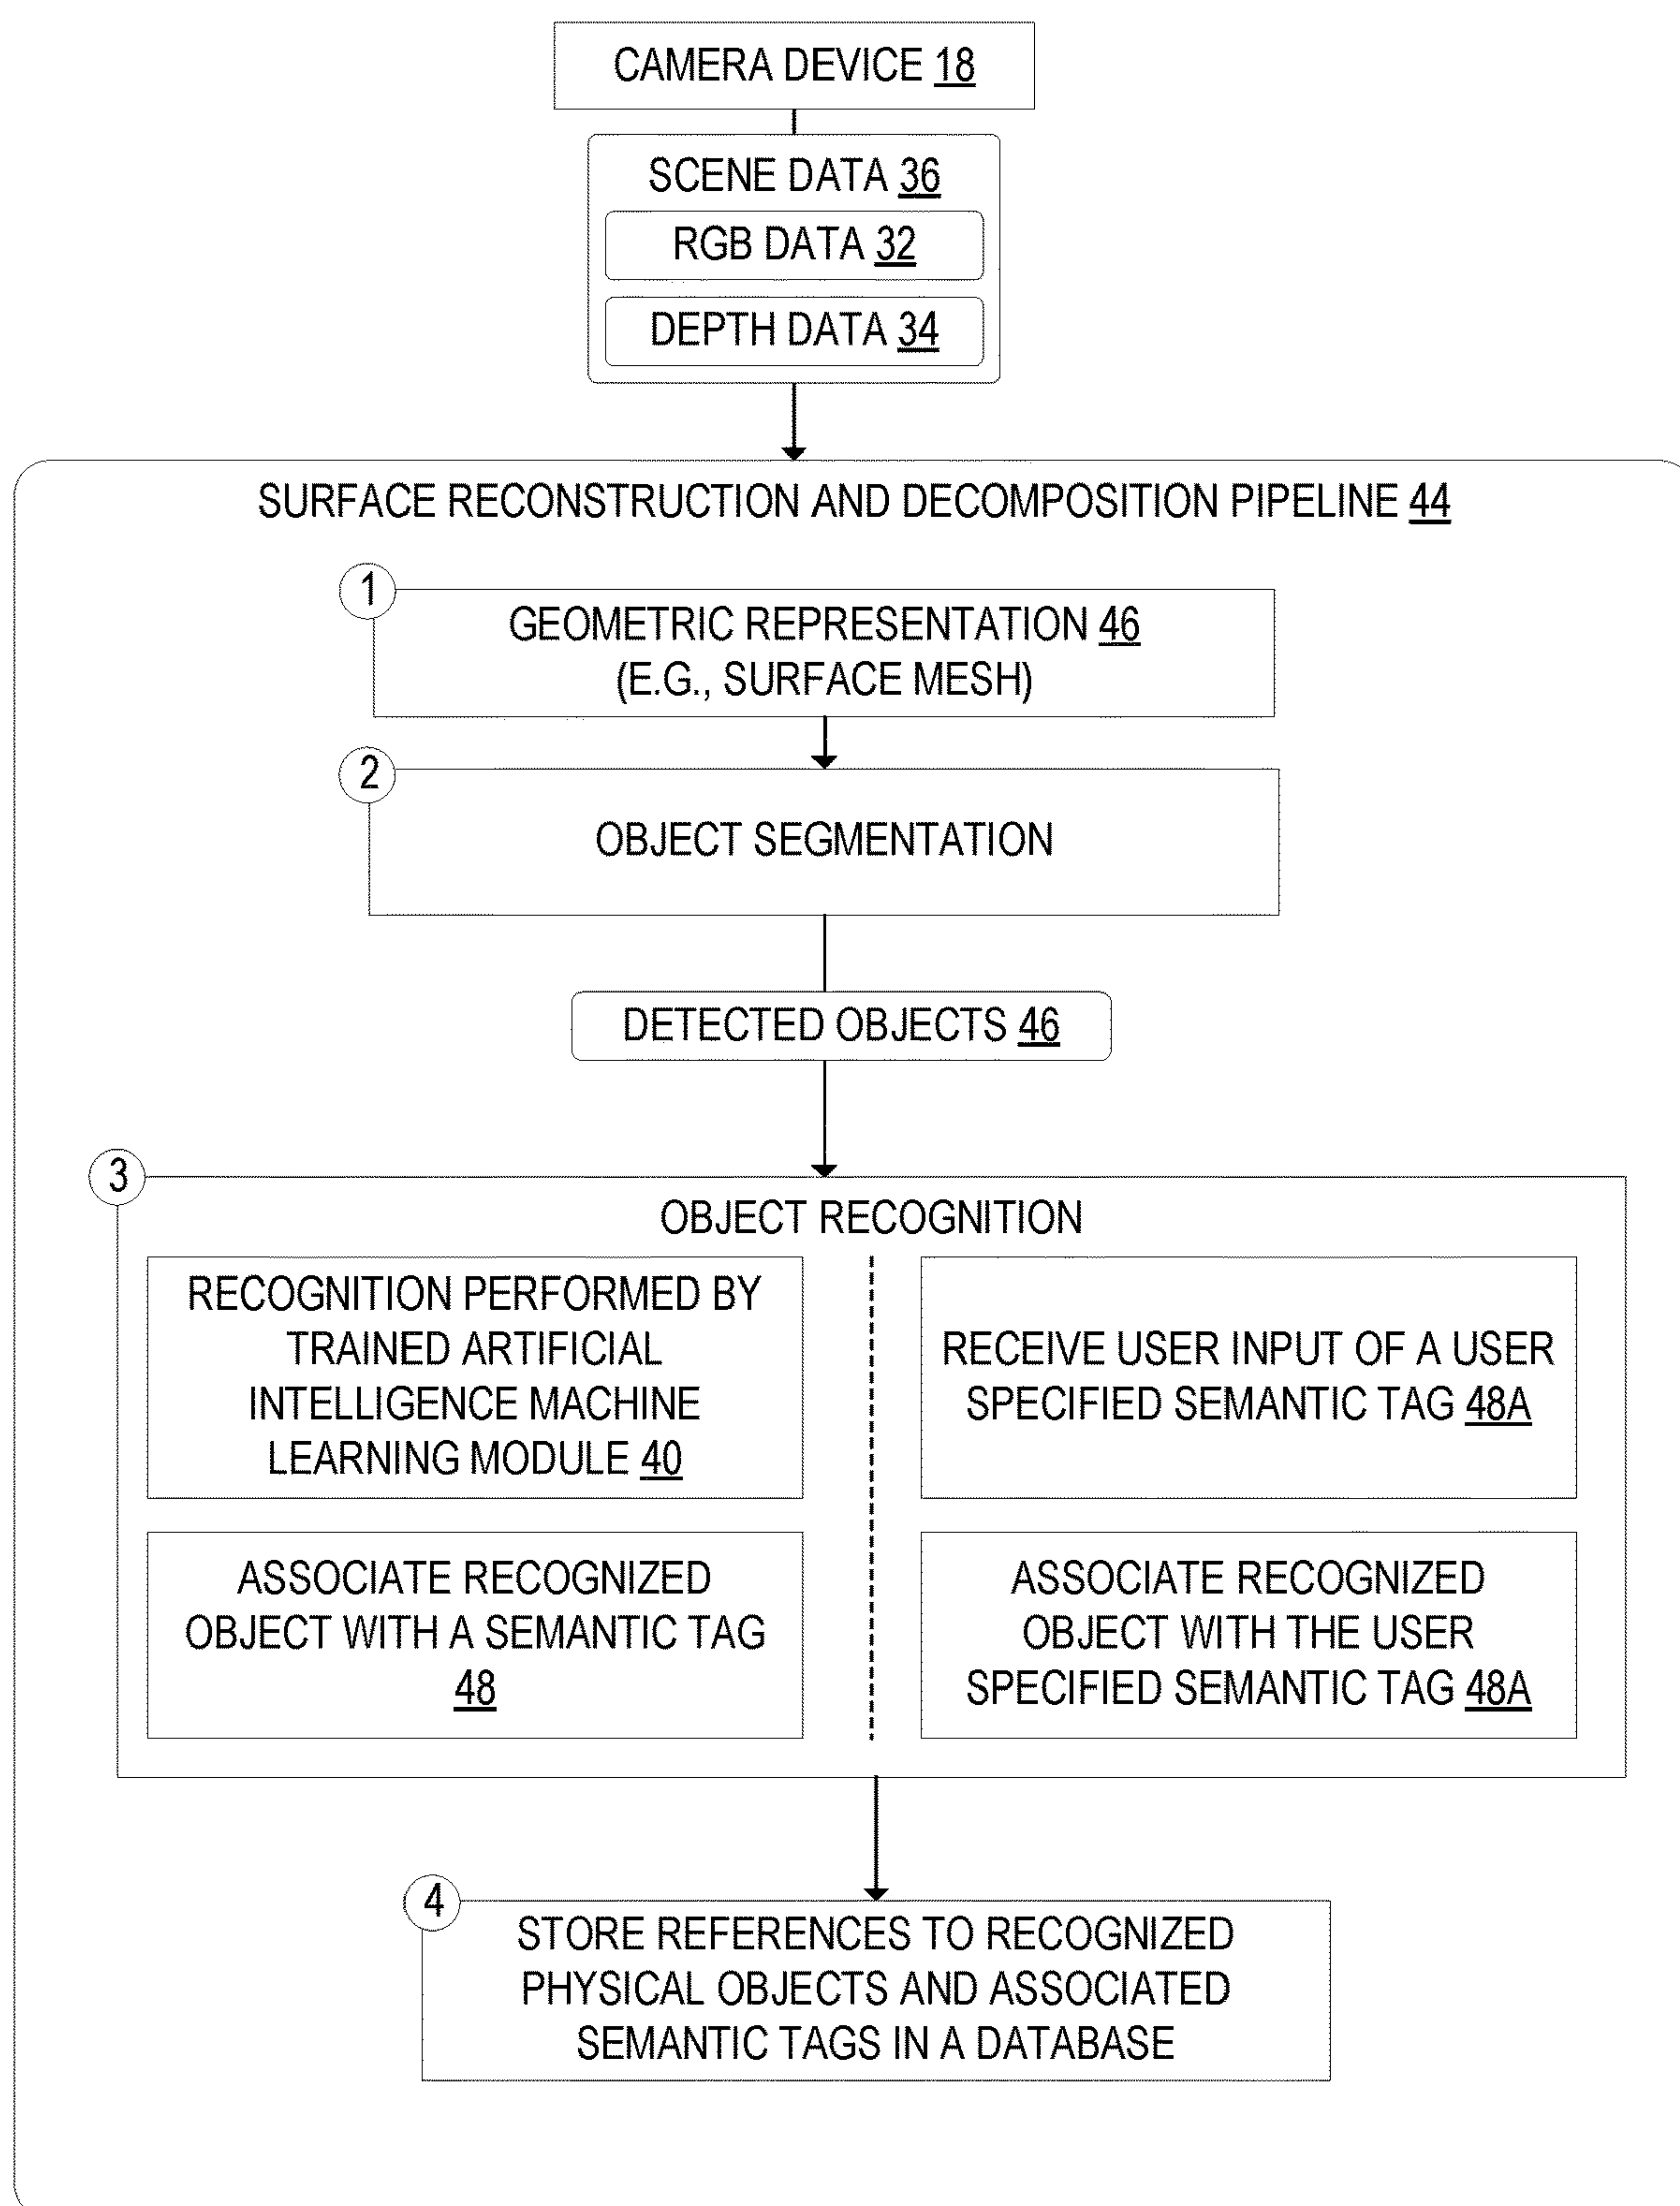 CAMERA DEVICE 18
SCENE DATA 36
RGB DATA 32
DEPTH DATA 34
SURFACE RECONSTRUCTION AND DECOMPOSITION PIPELINE 44
1
GEOMETRIC REPRESENTATION 46
(E.G., SURFACE MESH)
2
OBJECT SEGMENTATION
DETECTED OBJECTS 46
3
OBJECT RECOGNITION
RECOGNITION PERFORMED BY
TRAINED ARTIFICIAL
INTELLIGENCE MACHINE
LEARNING MODULE 40
ASSOCIATE RECOGNIZED
OBJECT WITH A SEMANTIC TAG
48
RECEIVE USER INPUT OF A USER
SPECIFIED SEMANTIC TAG 48A
ASSOCIATE RECOGNIZED
OBJECT WITH THE USER
SPECIFIED SEMANTIC TAG 48A
4
STORE REFERENCES TO RECOGNIZED
PHYSICAL OBJECTS AND ASSOCIATED
SEMANTIC TAGS IN A DATABASE